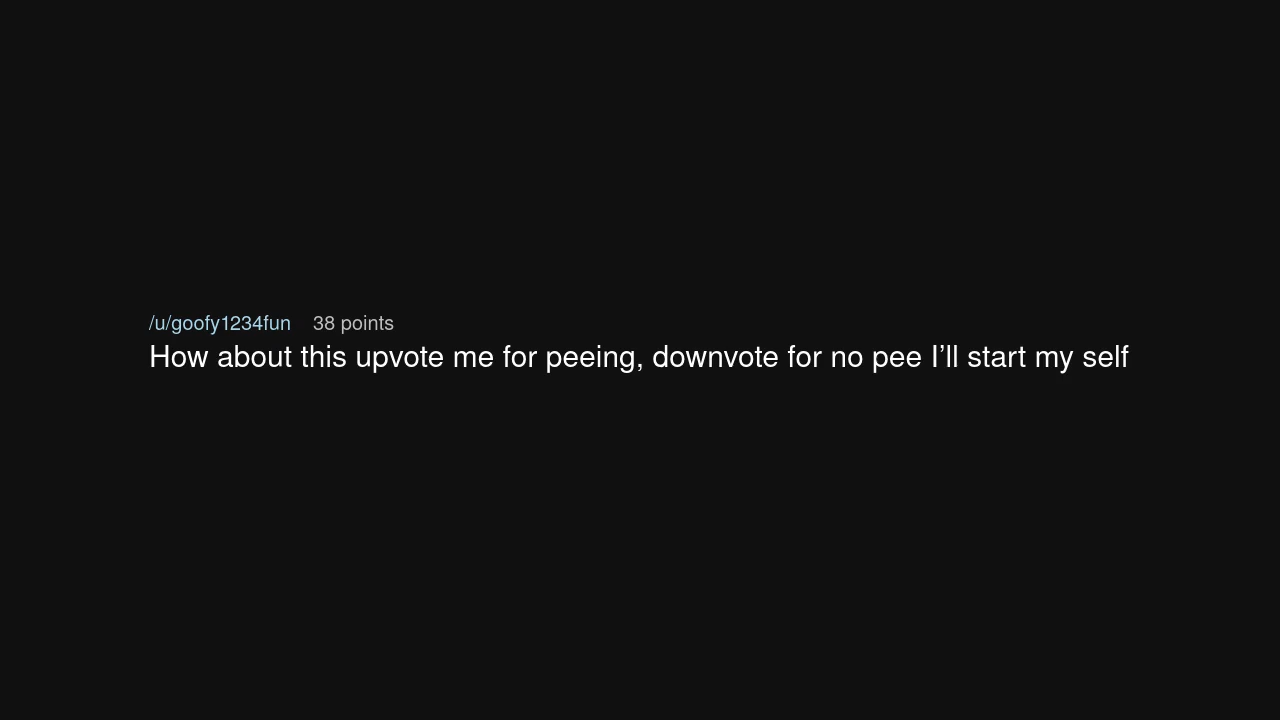 /u/goofy1234fun 38 points
How about this upvote me for peeing, downvote for no pee I’ll start my self